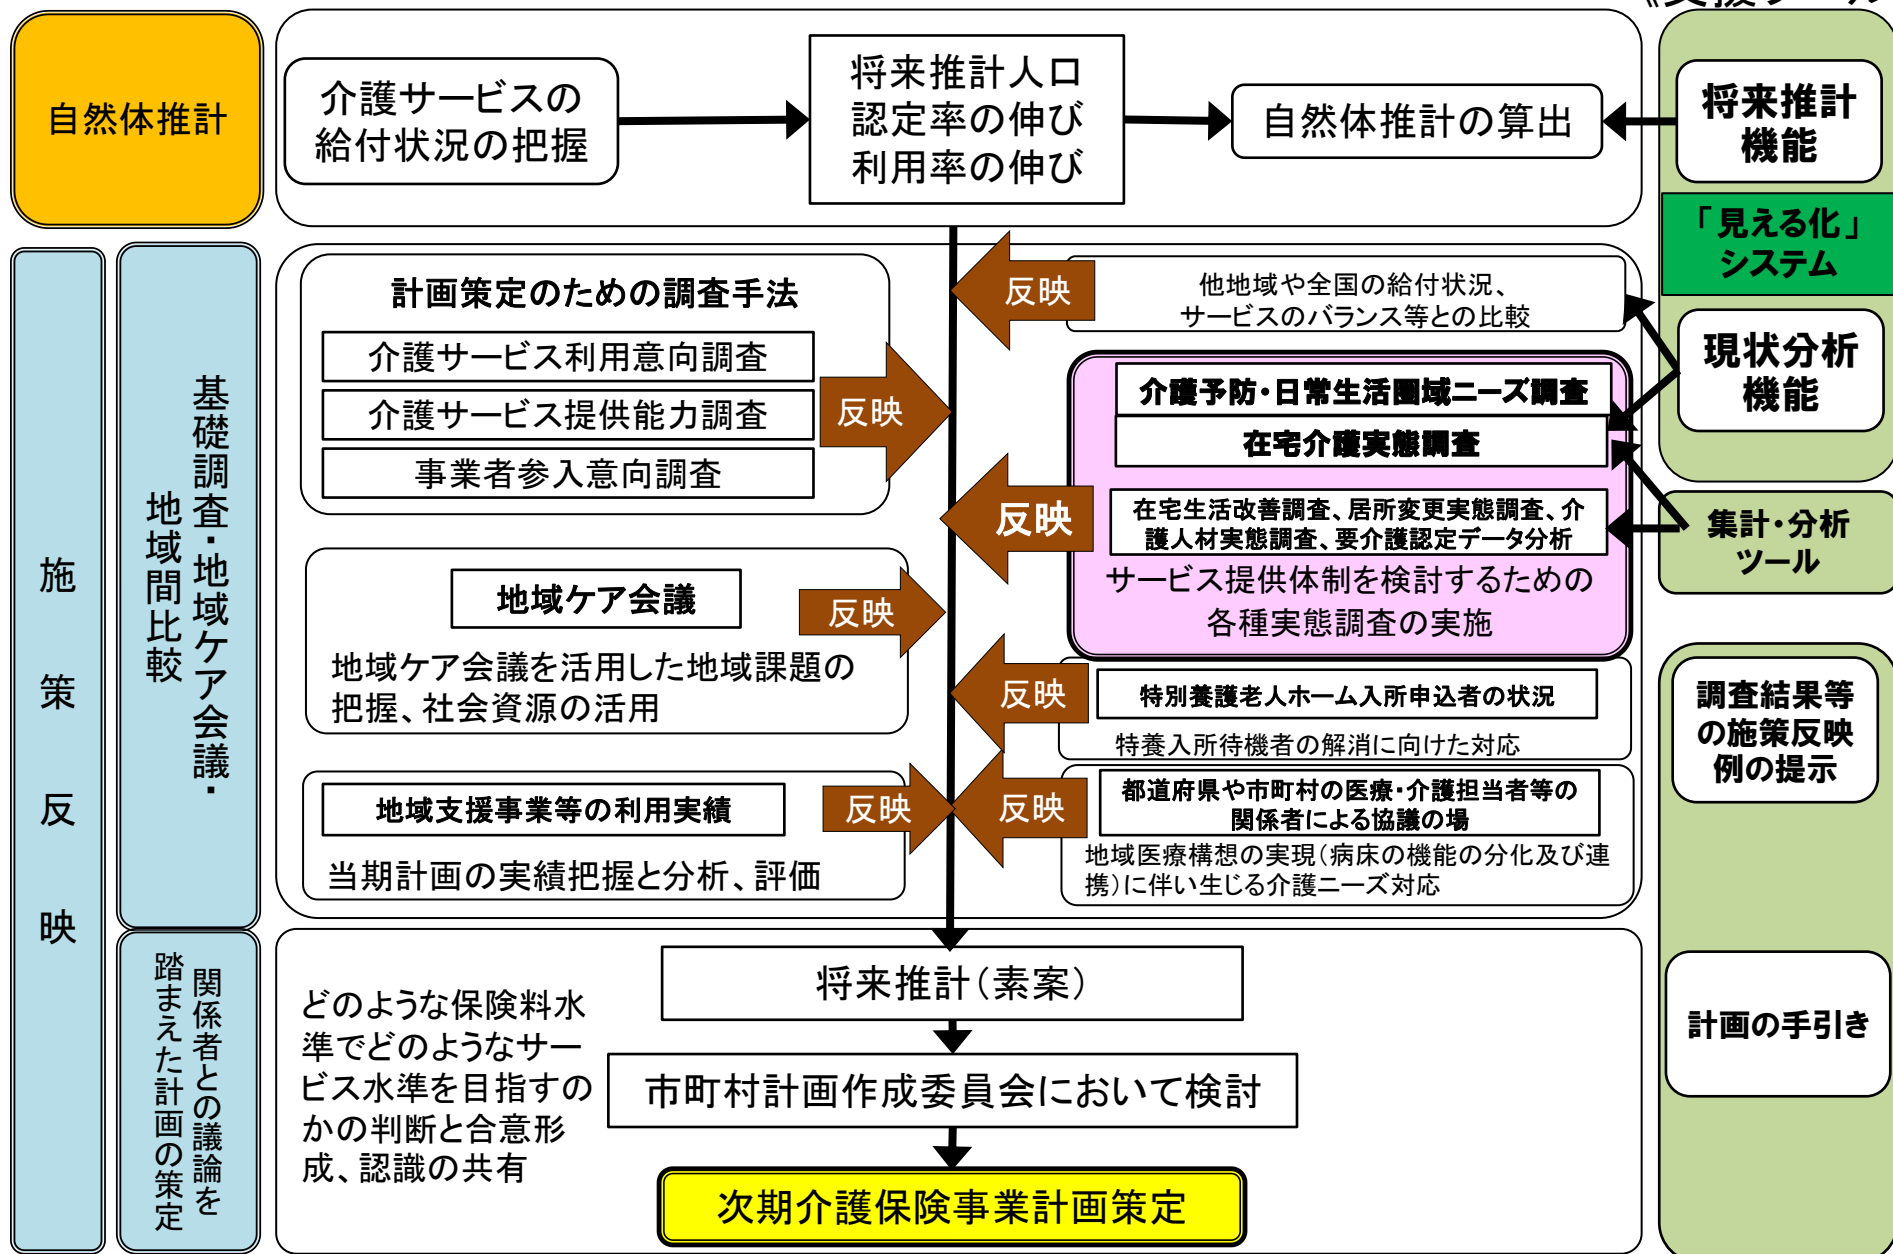 自然体推計
介護サービスの
給付状況の把握
将来推計人口
認定率の伸び
利用率の伸び
自然体推計の算出
将来推計
機能
「見える化」
システム
現状分析
機能
集計・分析
ツール
調査結果等
の施策反映
例の提示
計画の手引き
施策反映
基礎調査・地域ケア会議・
地域間比較
関係者との議論を
踏まえた計画の策定
計画策定のための調査手法
介護サービス利用意向調査
介護サービス提供能力調査
事業者参入意向調査
反映
反映
他地域や全国の給付状況、
サービスのバランス等との比較
介護予防・日常生活圏域ニーズ調査
在宅介護実態調査
反映
在宅生活改善調査、居所変更実態調査、介
護人材実態調査、要介護認定データ分析
サービス提供体制を検討するための
各種実態調査の実施
地域ケア会議
反映
地域ケア会議を活用した地域課題の
把握、社会資源の活用
反映
特別養護老人ホーム入所申込者の状況
特養入所待機者の解消に向けた対応
地域支援事業等の利用実績
反映
当期計画の実績把握と分析、評価
反映
都道府県や市町村の医療・介護担当者等の
関係者による協議の場
地域医療構想の実現（病床の機能の分化及び連
携）に伴い生じる介護ニーズ対応
どのような保険料水
準でどのようなサー
ビス水準を目指すの
かの判断と合意形
成、認識の共有
将来推計（素案）
市町村計画作成委員会において検討
次期介護保険事業計画策定